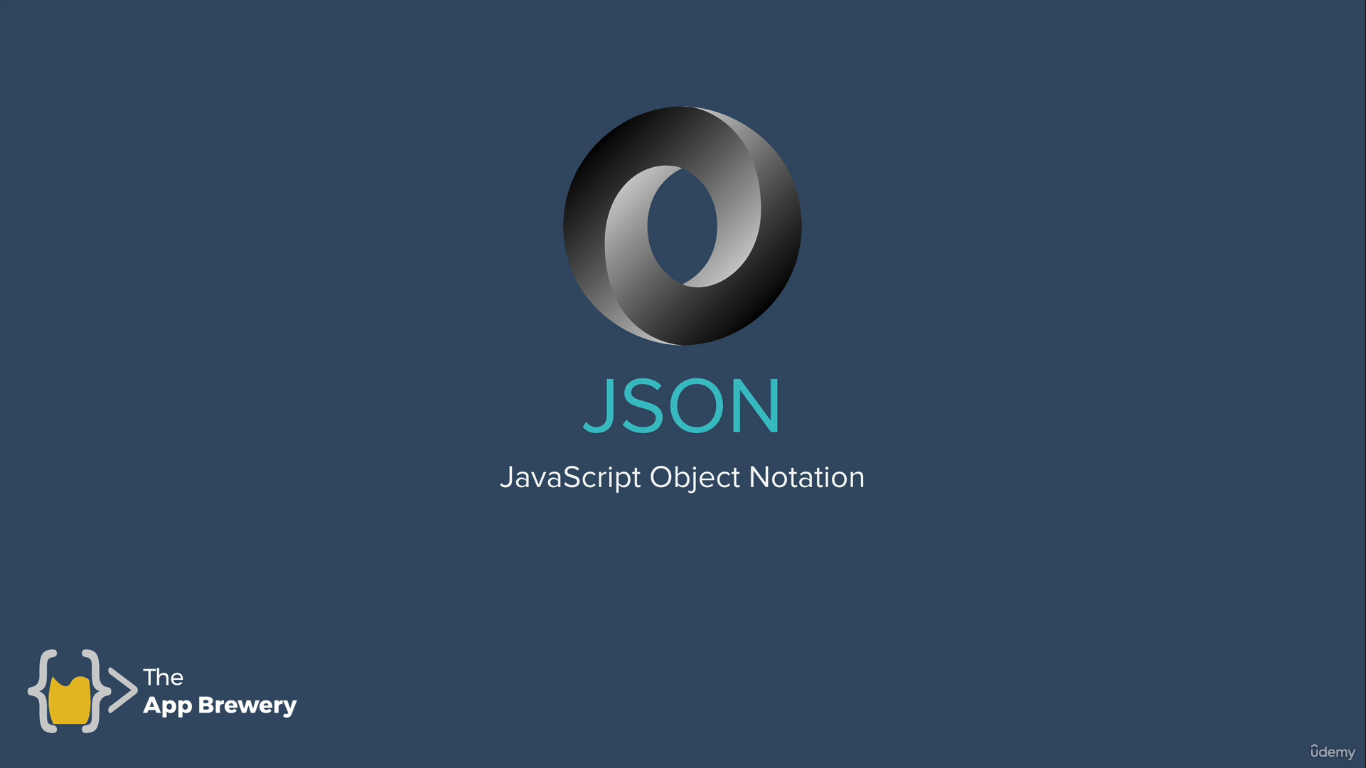 JSON
JavaScript Object Notation
The
App Brewery
ûdemy